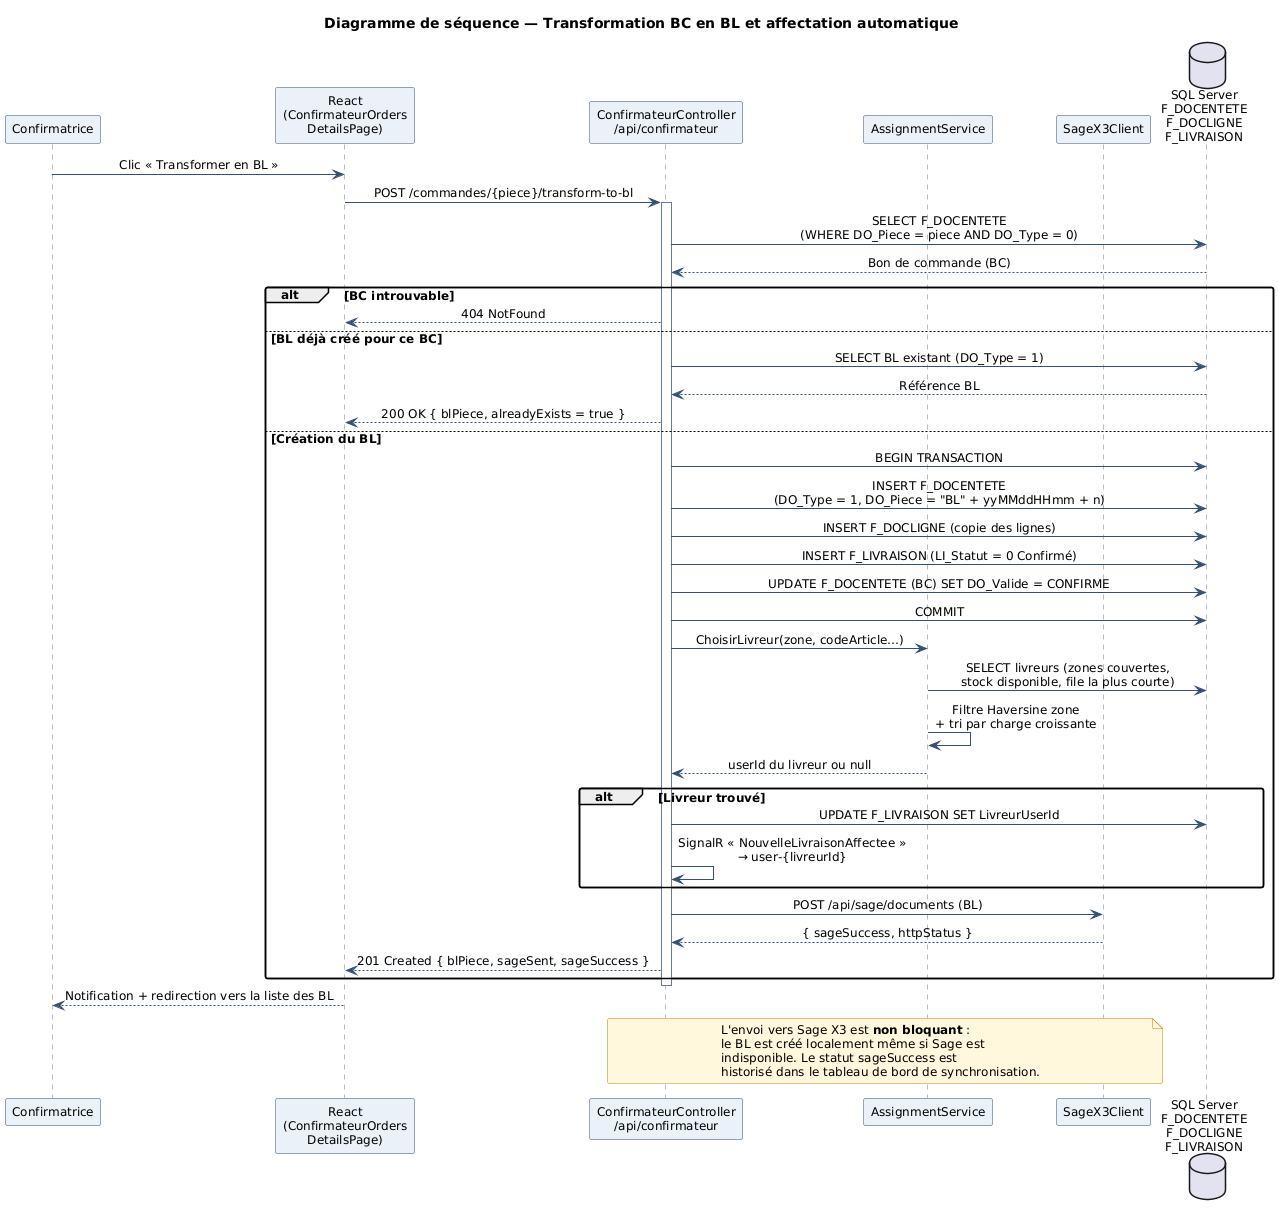 Diagramme de séquence — Transformation BC en BL et affectation automatique
Confirmatrice
React
(ConfirmateurOrders
DetailsPage)
ConfirmateurController
/api/confirmateur
AssignmentService
SageX3Client
SQL Server
F_DOCENTETE
F_DOCLIGNE
F_LIVRAISON
Clic « Transformer en BL »
POST /commandes/{piece}/transform-to-bl
SELECT F_DOCENTETE
(WHERE DO_Piece = piece AND DO_Type = 0)
Bon de commande (BC)
alt
[BC introuvable]
404 NotFound
[BL déjà créé pour ce BC]
SELECT BL existant (DO_Type = 1)
Référence BL
200 OK { blPiece, alreadyExists = true }
[Création du BL]
BEGIN TRANSACTION
INSERT F_DOCENTETE
(DO_Type = 1, DO_Piece = "BL" + yyMMddHHmm + n)
INSERT F_DOCLIGNE (copie des lignes)
INSERT F_LIVRAISON (LI_Statut = 0 Confirmé)
UPDATE F_DOCENTETE (BC) SET DO_Valide = CONFIRME
COMMIT
ChoisirLivreur(zone, codeArticle...)
SELECT livreurs (zones couvertes,
stock disponible, file la plus courte)
Filtre Haversine zone
+ tri par charge croissante
userId du livreur ou null
alt
[Livreur trouvé]
UPDATE F_LIVRAISON SET LivreurUserId
SignalR « NouvelleLivraisonAffectee »
→ user-{livreurId}
POST /api/sage/documents (BL)
{ sageSuccess, httpStatus }
201 Created { blPiece, sageSent, sageSuccess }
Notification + redirection vers la liste des BL
L'envoi vers Sage X3 est non bloquant :
le BL est créé localement même si Sage est
indisponible. Le statut sageSuccess est
historisé dans le tableau de bord de synchronisation.
Confirmatrice
React
(ConfirmateurOrders
DetailsPage)
ConfirmateurController
/api/confirmateur
AssignmentService
SageX3Client
SQL Server
F_DOCENTETE
F_DOCLIGNE
F_LIVRAISON